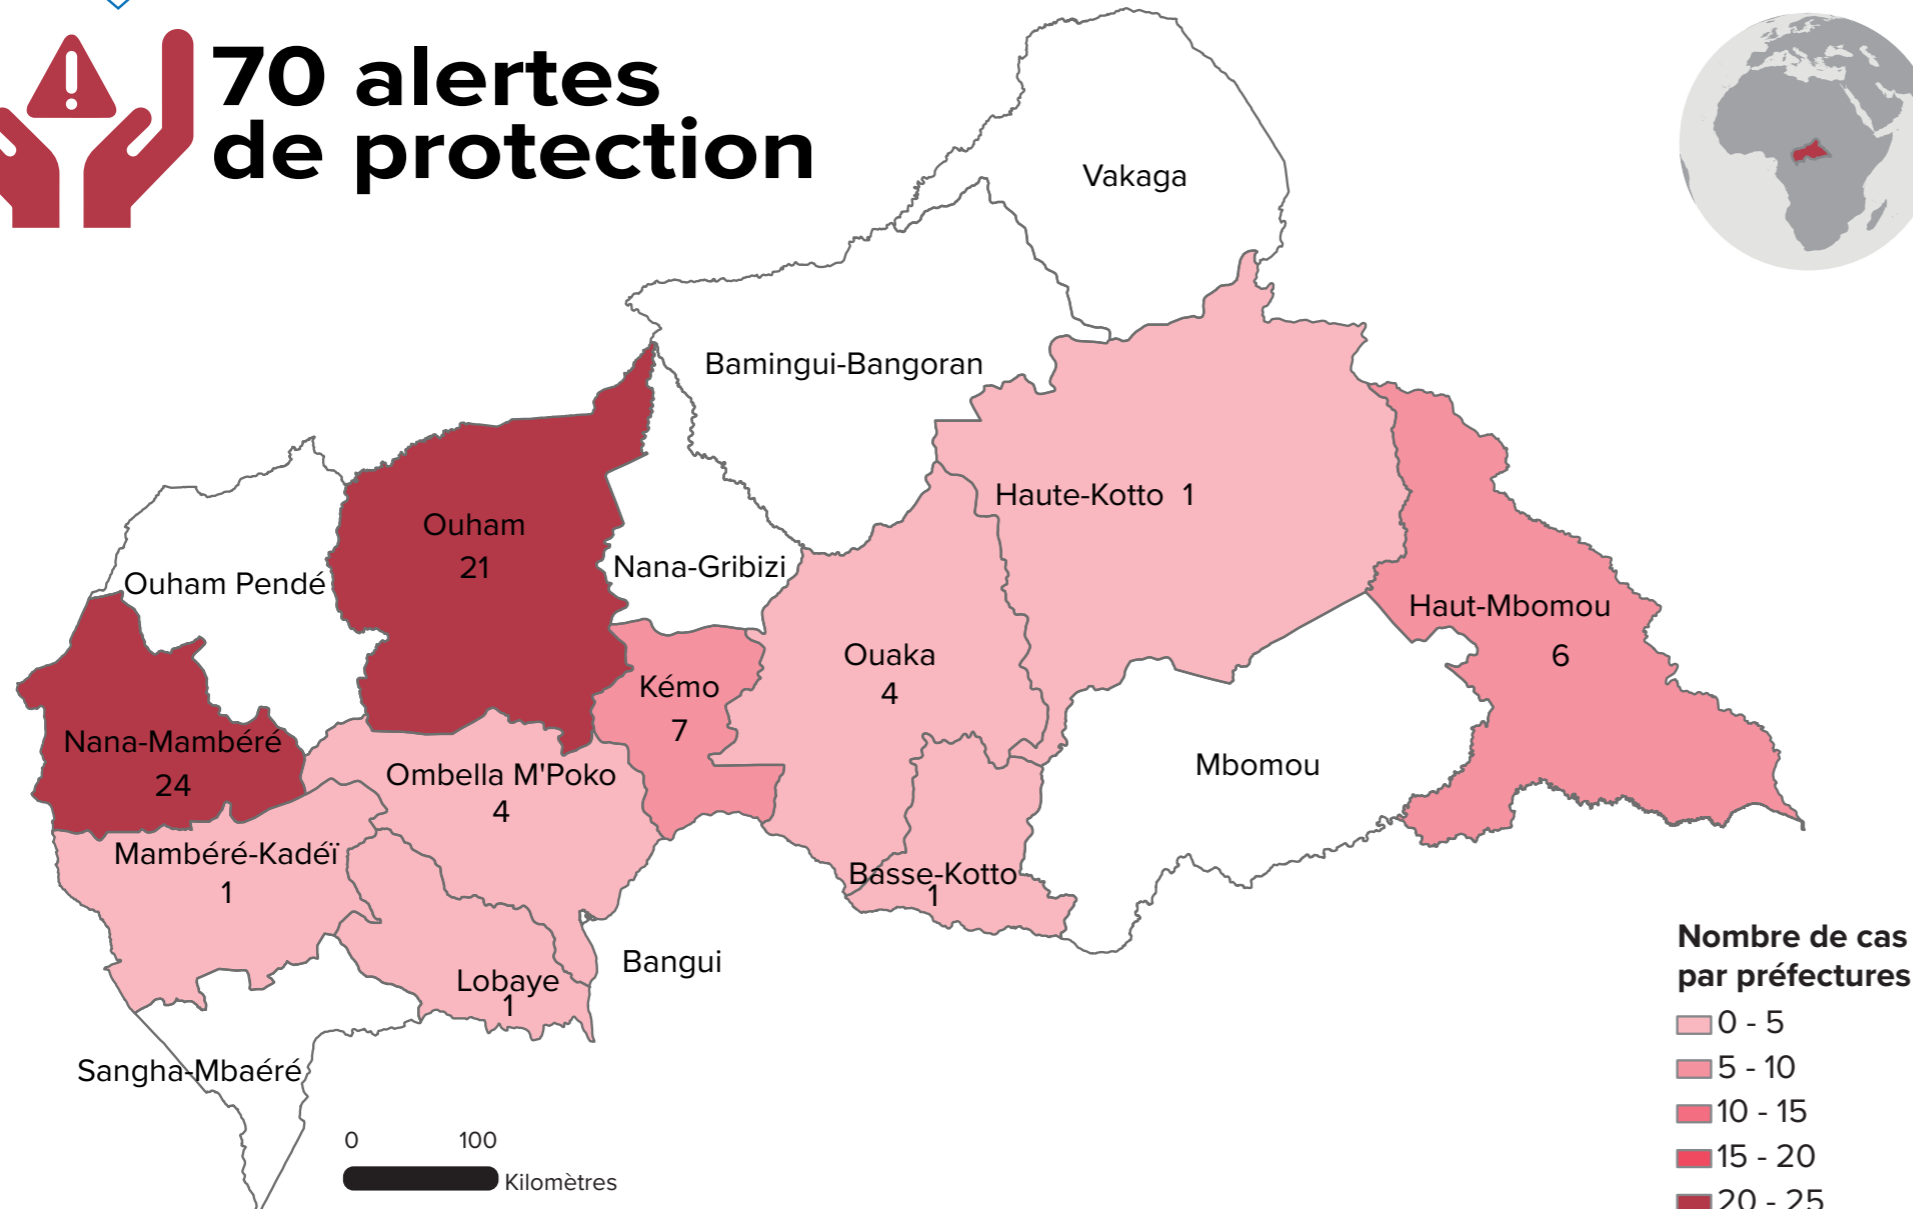 70 alertes
de protection
Vakaga
Bamingui-Bangoran
Haute-Kotto 1
Ouham
21
Nana-Gribizi
Ouham Pendé
Haut-Mbomou
6
Ouaka
4
Kémo
7
Nana-Mambéré
24
Ombella M'Poko
4
Mbomou
Mambéré-Kadéï
1
Basse-Kotto
1
Bangui
Lobaye
1
Sangha-Mbaéré
0 100
Kilomètres
Nombre de cas
par préfectures
0 - 5
5 - 10
10 - 15
15 - 20
20 - 25